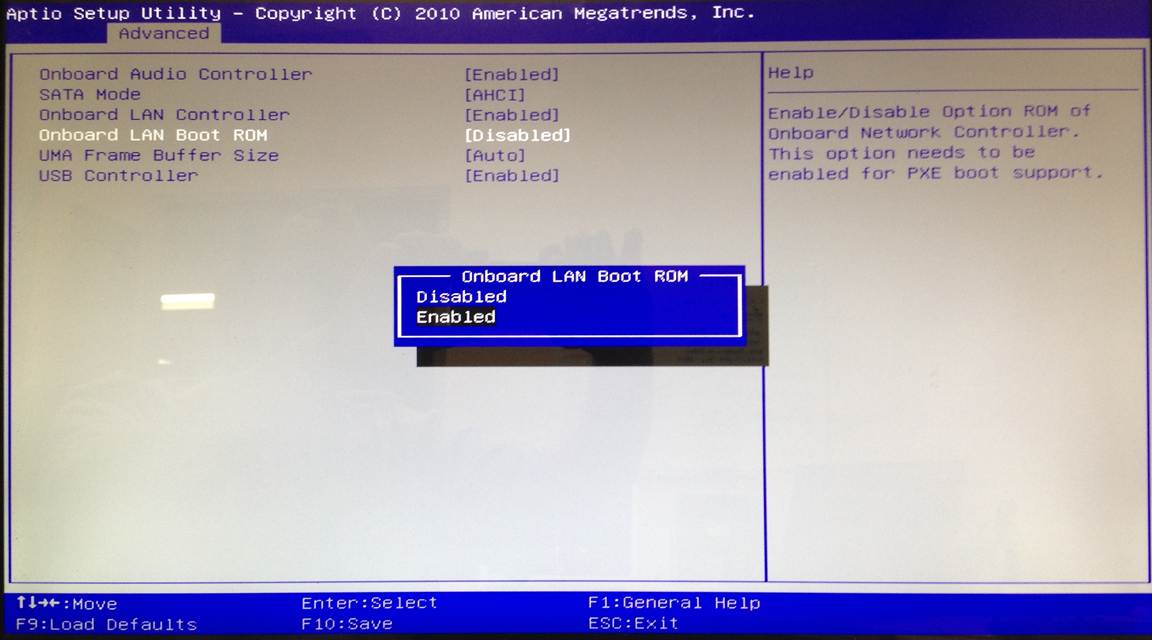 Aptio Setup Utility - Copyright (C) 2010 American Megatrends, Inc.
Advanced
Onboard Audio Controller [Enabled]
SATA Mode [AHCI]
Onboard LAN Controller [Enabled]
Onboard LAN Boot ROM [Disabled]
UMA Frame Buffer Size [Auto]
USB Controller [Enabled]
Help
Enable/Disable Option ROM of
Onboard Network Controller.
This option needs to be
enabled for PXE boot support.
Onboard LAN Boot ROM
Disabled
Enabled
↑↓→←:Move Enter:Select F1:General Help
F9:Load Defaults F10:Save ESC:Exit